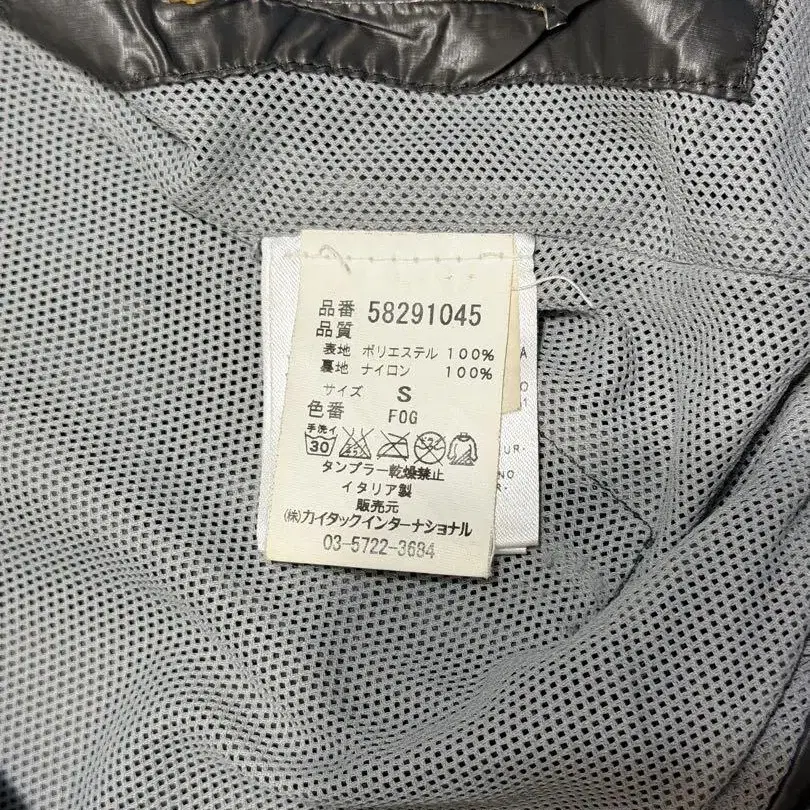 品番 58291045
品質
表地 ポリエステル 100%
裏地 ナイロン 100%
サイズ S
色番 FOG
手洗イ
30
タンブラー乾燥禁止
イタリア製
販売元
㈱カイタックインターナショナル
03-5722-3684
A
O
UR-
NO
R-